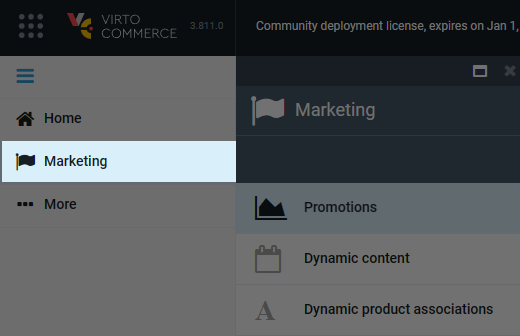 VIRTO
COMMERCE
3.811.0
Community deployment license, expires on Jan 1,
Home
Marketing
More
Marketing
Promotions
Dynamic content
Dynamic product associations